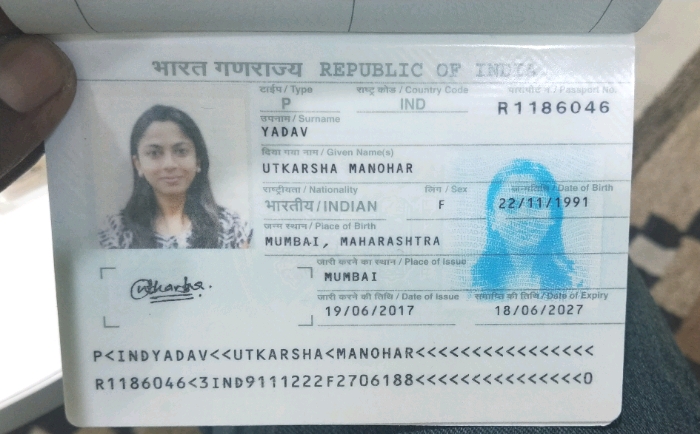 भारत गणराज्य REPUBLIC OF INDIA
टाईप / Type राष्ट्र कोड / Country Code पासपोर्ट नं. / Passport No.
P IND R1186046
उपनाम / Surname
YADAV
दिया गया नाम / Given Name(s)
UTKARSHA MANOHAR
राष्ट्रीयता / Nationality लिंग / Sex जन्मतिथि / Date of Birth
भारतीय / INDIAN F 22/11/1991
जन्म स्थान / Place of Birth
MUMBAI, MAHARASHTRA
जारी करने का स्थान / Place of Issue
MUMBAI
जारी करने की तिथि / Date of Issue समाप्ति की तिथि / Date of Expiry
19/06/2017 18/06/2027
P<INDYADAV<<UTKARSHA<MANOHAR<<<<<<<<<<<<<<<<
R1186046<3IND9111222F2706188<<<<<<<<<<<<<<<0